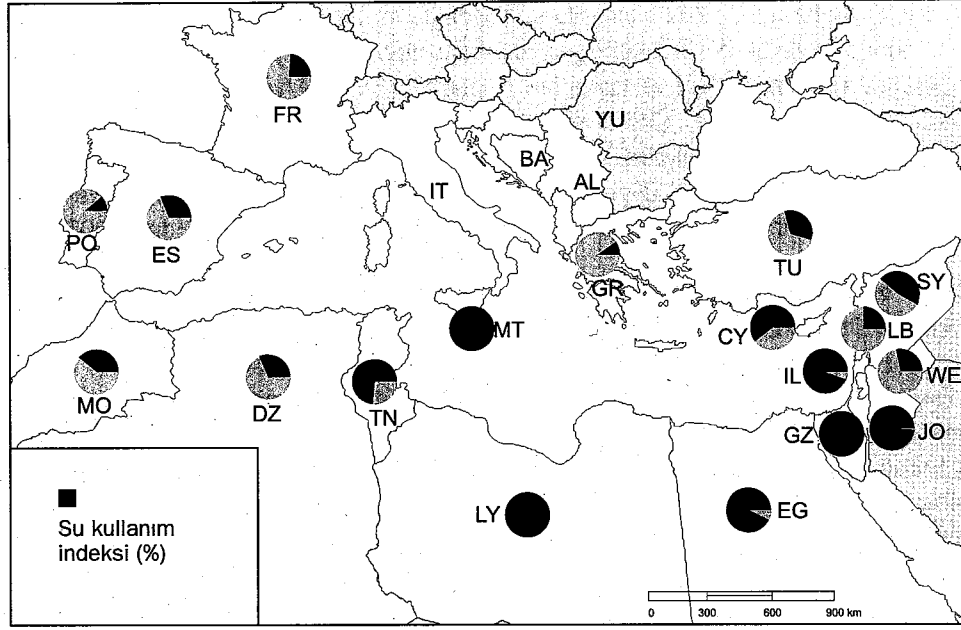 FR
YU
BA
IT
AL
PO
ES
GR
TU
SY
CY
LB
MT
IL
WE
MO
DZ
TN
GZ
JO
LY
EG
Su kullanım
indeksi (%)
0 300 600 900 km